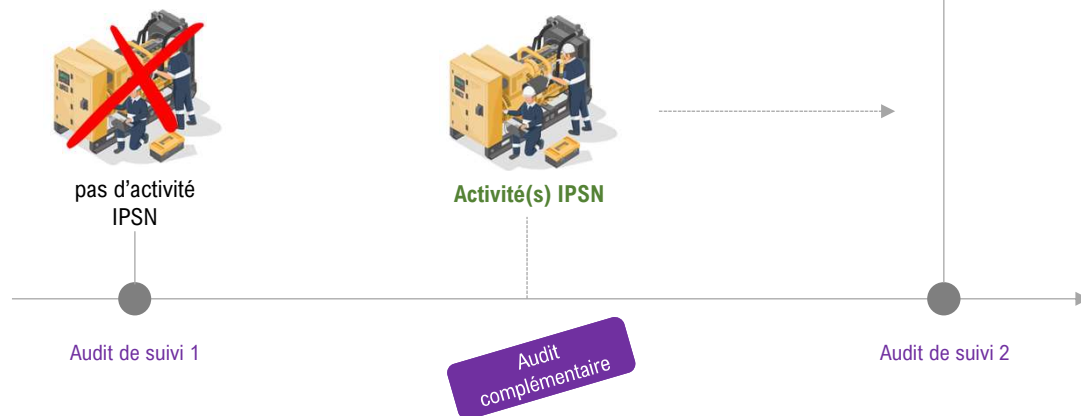 pas d’activité
IPSN
Activité(s) IPSN
Audit de suivi 1
Audit
complémentaire
Audit de suivi 2